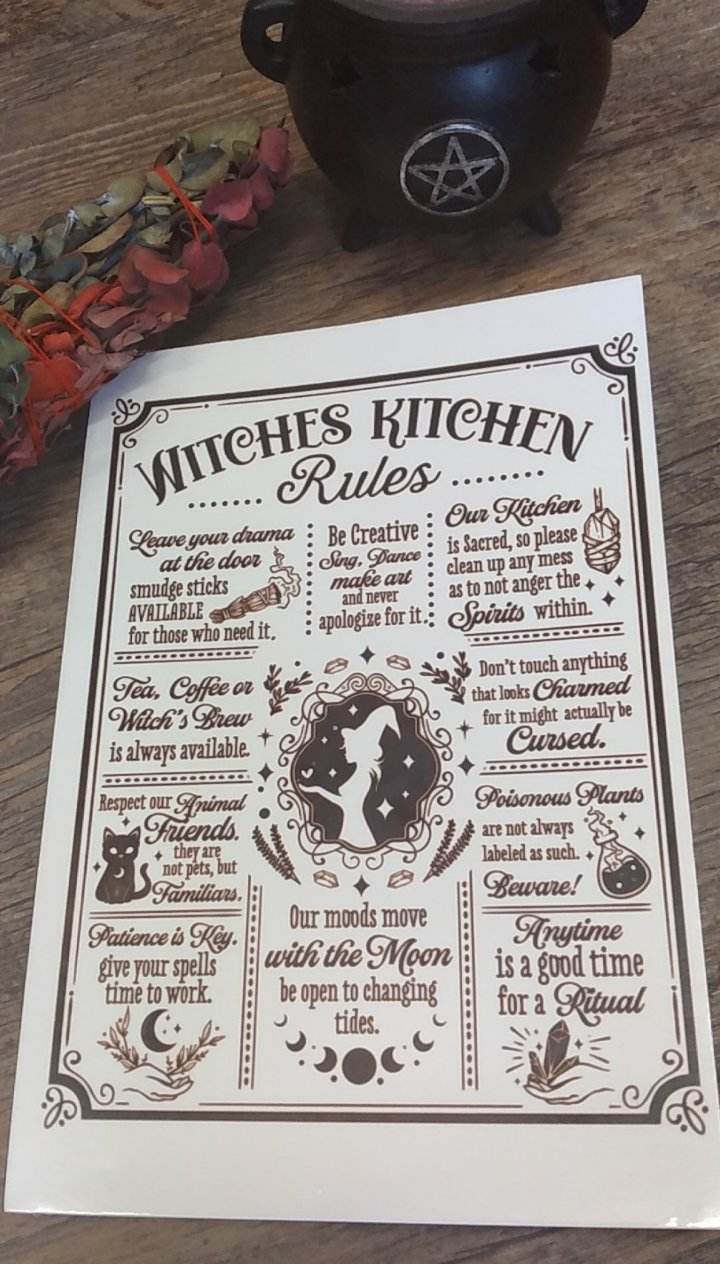 WITCHES KITCHEN
Rules
Leave your drama
at the door
smudge sticks
AVAILABLE
for those who need it.
Be Creative
Sing, Dance
make art
and never
apologize for it.
Our Kitchen
is Sacred, so please
clean up any mess
as to not anger the
Spirits within.
Tea, Coffee or
Witch's Brew
is always available.
Don't touch anything
that looks Charmed
for it might actually be
Cursed.
Respect our Animal
Friends.
they are
not pets, but
Familiars.
Poisonous Plants
are not always
labeled as such.
Beware!
Patience is Key.
give your spells
time to work.
Our moods move
with the Moon
be open to changing
tides.
Anytime
is a good time
for a Ritual